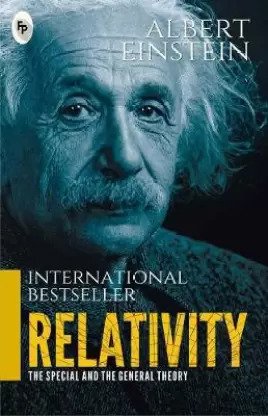 FP
ALBERT
EINSTEIN
INTERNATIONAL
BESTSELLER
RELATIVITY
THE SPECIAL AND THE GENERAL THEORY